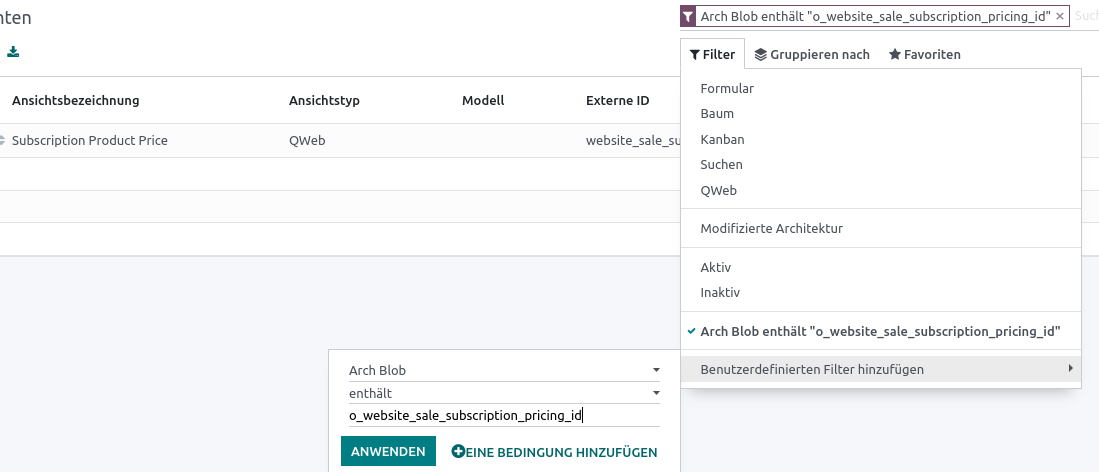 Arch Blob enthält "o_website_sale_subscription_pricing_id" ×
Filter Gruppieren nach Favoriten
Ansichtsbezeichnung Ansichtstyp Modell Externe ID
Subscription Product Price QWeb website_sale_su
Formular
Baum
Kanban
Suchen
QWeb
Modifizierte Architektur
Aktiv
Inaktiv
Arch Blob enthält "o_website_sale_subscription_pricing_id"
Benutzerdefinierten Filter hinzufügen
Arch Blob
enthält
o_website_sale_subscription_pricing_id
ANWENDEN EINE BEDINGUNG HINZUFÜGEN